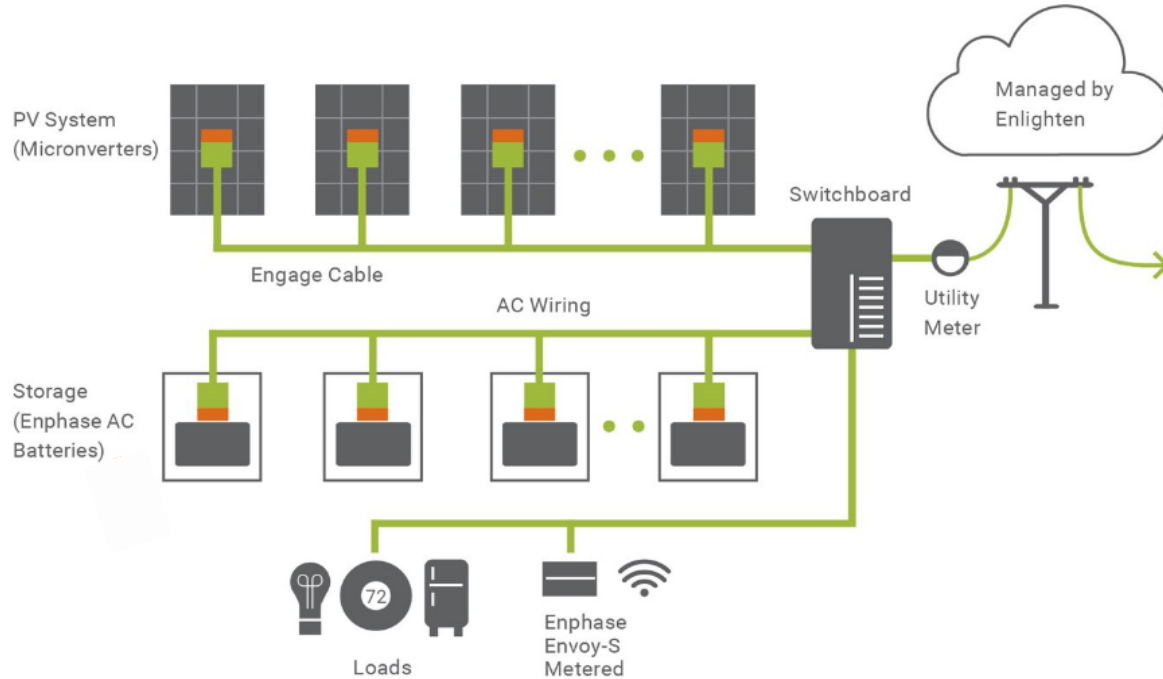 PV System
(Micronverters)
Engage Cable
AC Wiring
Switchboard
Managed by
Enlighten
Utility
Meter
Storage
(Enphase AC
Batteries)
72
Loads
Enphase
Envoy-S
Metered